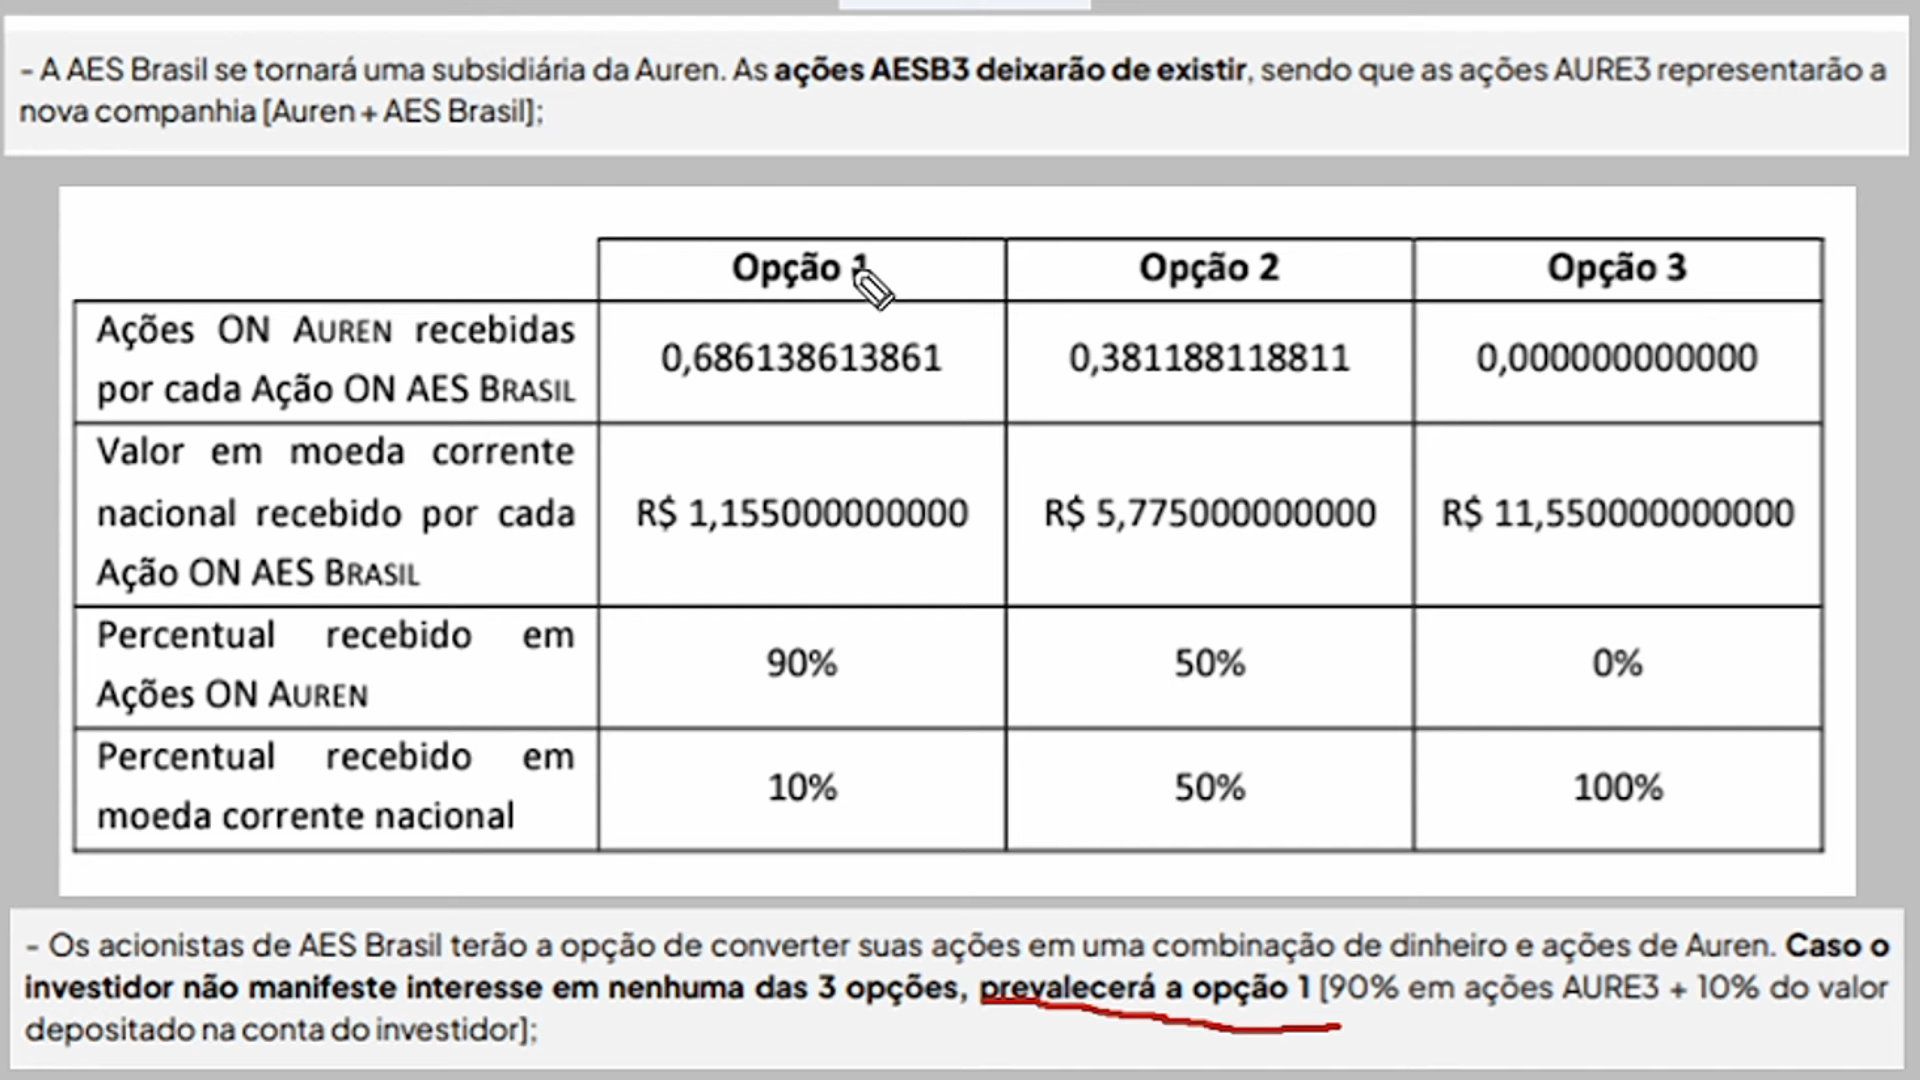 - A AES Brasil se tornará uma subsidiária da Auren. As ações AESB3 deixarão de existir, sendo que as ações AURE3 representarão a
nova companhia [Auren + AES Brasil];
Opção 1
Opção 2
Opção 3
Ações ON AUREN recebidas
por cada Ação ON AES BRASIL
0,686138613861
0,381188118811
0,000000000000
Valor em moeda corrente
nacional recebido por cada
Ação ON AES BRASIL
R$ 1,155000000000
R$ 5,775000000000
R$ 11,550000000000
Percentual recebido em
Ações ON AUREN
90%
50%
0%
Percentual recebido em
moeda corrente nacional
10%
50%
100%
- Os acionistas de AES Brasil terão a opção de converter suas ações em uma combinação de dinheiro e ações de Auren. Caso o
investidor não manifeste interesse em nenhuma das 3 opções, prevalecerá a opção 1 [90% em ações AURE3 + 10% do valor
depositado na conta do investidor];